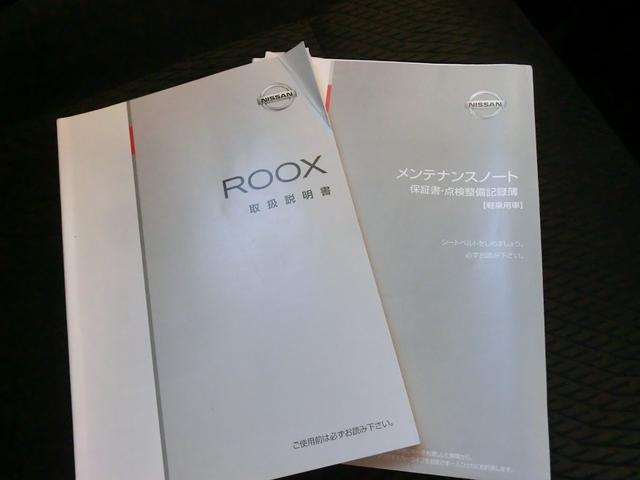 NISSAN
ROOX
取扱説明書
ご使用前は必ずお読み下さい。
NISSAN
メンテナンスノート
保証書・点検整備記録簿
【軽乗用車】
シートベルトをしめましょう。
必ずお読み下さい。